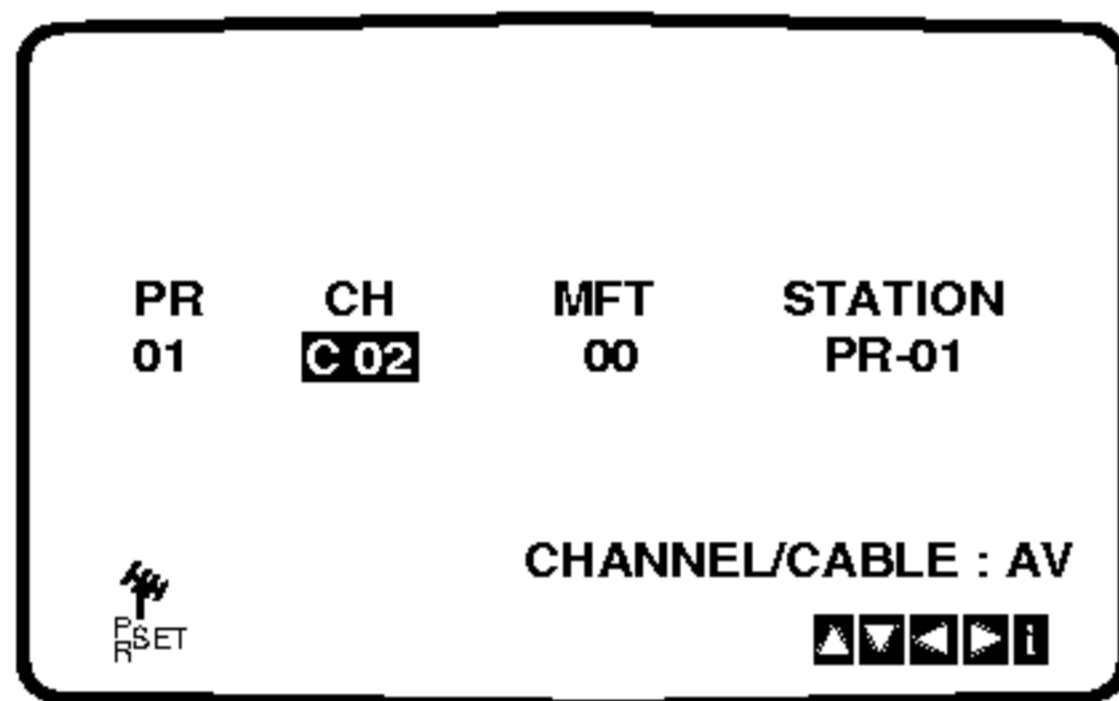 PR CH MFT STATION
01 C 02 00 PR-01
CHANNEL/CABLE : AV
PR SET
i